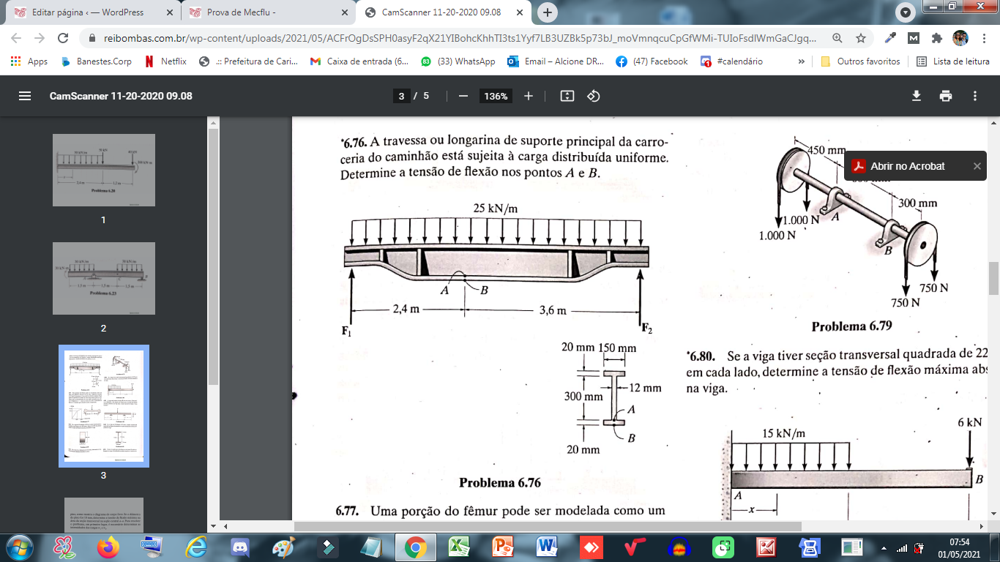 Editar página ‹ — WordPress
Prova de Mecflu -
CamScanner 11-20-2020 09.08
reibombas.com.br/wp-content/uploads/2021/05/ACFrOgDsSPH0asyF2qX21YIBohcKhhTI3ts1Yyf7LB3UZBk5p73bJ_moVmnqcuCpGfWMi-TUIoFsdIWmGaCJgq...
Apps
Banestes.Corp
Netflix
.:: Prefeitura de Cari...
Caixa de entrada (6...
(33) WhatsApp
Email – Alcione DR...
(47) Facebook
#calendário
»
Outros favoritos
Lista de leitura
CamScanner 11-20-2020 09.08
3 / 5
136%
Problema 6.20
1
Problema 6.23
2
3
*6.76. A travessa ou longarina de suporte principal da carro-
ceria do caminhão está sujeita à carga distribuída uniforme.
Determine a tensão de flexão nos pontos A e B.
25 kN/m
A
B
2,4 m
3,6 m
F1
F2
20 mm 150 mm
12 mm
300 mm
A
B
20 mm
Problema 6.76
6.77. Uma porção do fêmur pode ser modelada como um
450 mm
Abrir no Acrobat
300 mm
1.000 N
A
1.000 N
B
750 N
750 N
Problema 6.79
*6.80. Se a viga tiver seção transversal quadrada de 22
em cada lado, determine a tensão de flexão máxima abs
na viga.
6 kN
15 kN/m
A
B
x
07:54
01/05/2021